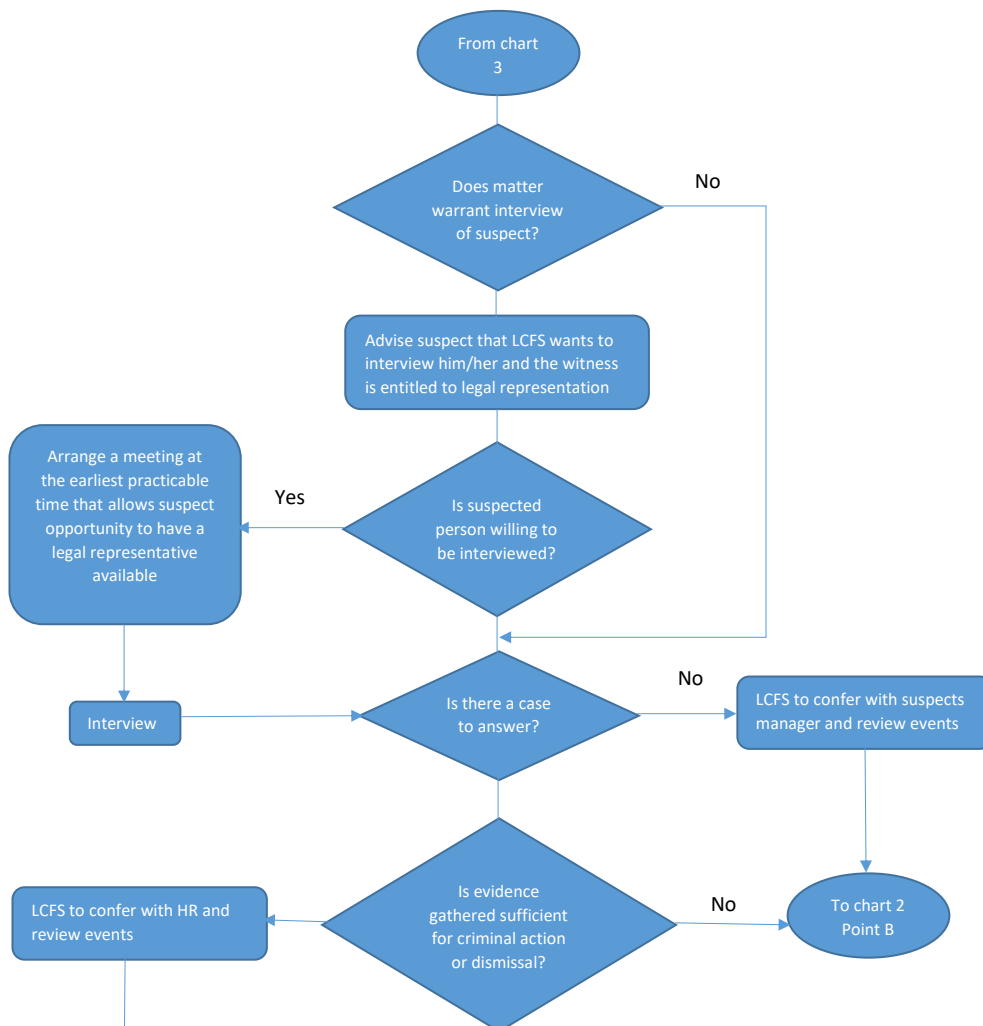 From chart
3
Does matter
warrant interview
of suspect?
No
Advise suspect that LCFS wants to
interview him/her and the witness
is entitled to legal representation
Arrange a meeting at
the earliest practicable
time that allows suspect
opportunity to have a
legal representative
available
Yes
Is suspected
person willing to
be interviewed?
Interview
Is there a case
to answer?
No
LCFS to confer with suspects
manager and review events
LCFS to confer with HR and
review events
Is evidence
gathered sufficient
for criminal action
or dismissal?
No
To chart 2
Point B